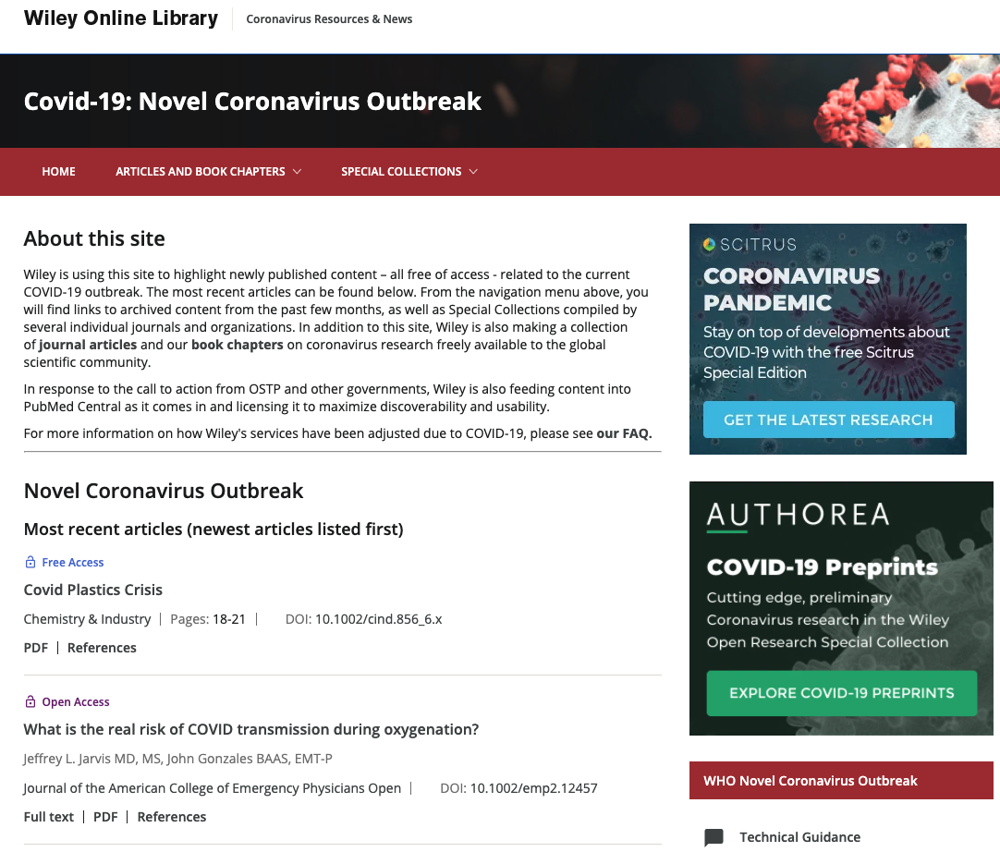 Wiley Online Library
Coronavirus Resources & News
Covid-19: Novel Coronavirus Outbreak
HOME
ARTICLES AND BOOK CHAPTERS
SPECIAL COLLECTIONS
About this site
Wiley is using this site to highlight newly published content – all free of access - related to the current
COVID-19 outbreak. The most recent articles can be found below. From the navigation menu above, you
will find links to archived content from the past few months, as well as Special Collections compiled by
several individual journals and organizations. In addition to this site, Wiley is also making a collection
of journal articles and our book chapters on coronavirus research freely available to the global
scientific community.
In response to the call to action from OSTP and other governments, Wiley is also feeding content into
PubMed Central as it comes in and licensing it to maximize discoverability and usability.
For more information on how Wiley's services have been adjusted due to COVID-19, please see our FAQ.
Novel Coronavirus Outbreak
Most recent articles (newest articles listed first)
Free Access
Covid Plastics Crisis
Chemistry & Industry | Pages: 18-21 | DOI: 10.1002/cind.856_6.x
PDF | References
Open Access
What is the real risk of COVID transmission during oxygenation?
Jeffrey L. Jarvis MD, MS, John Gonzales BAAS, EMT-P
Journal of the American College of Emergency Physicians Open | DOI: 10.1002/emp2.12457
Full text | PDF | References
SCITRUS
CORONAVIRUS
PANDEMIC
Stay on top of developments about
COVID-19 with the free Scitrus
Special Edition
GET THE LATEST RESEARCH
AUTHOREA
COVID-19 Preprints
Cutting edge, preliminary
Coronavirus research in the Wiley
Open Research Special Collection
EXPLORE COVID-19 PREPRINTS
WHO Novel Coronavirus Outbreak
Technical Guidance